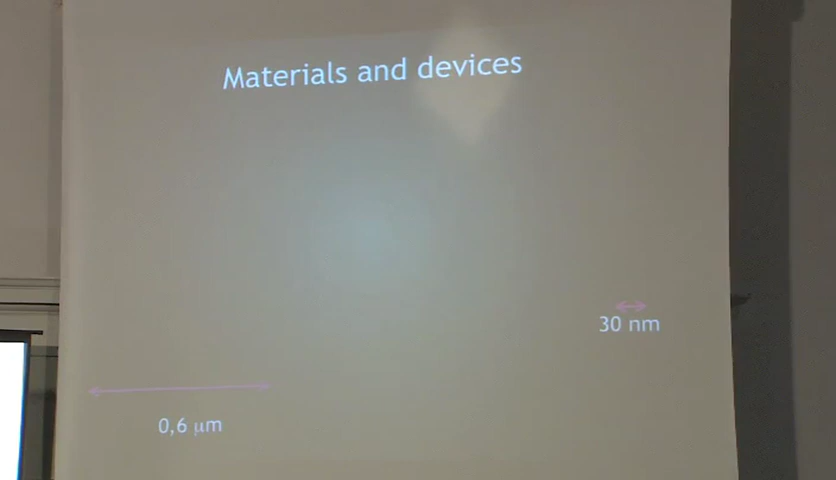 Materials and devices
30 nm
0,6 μm